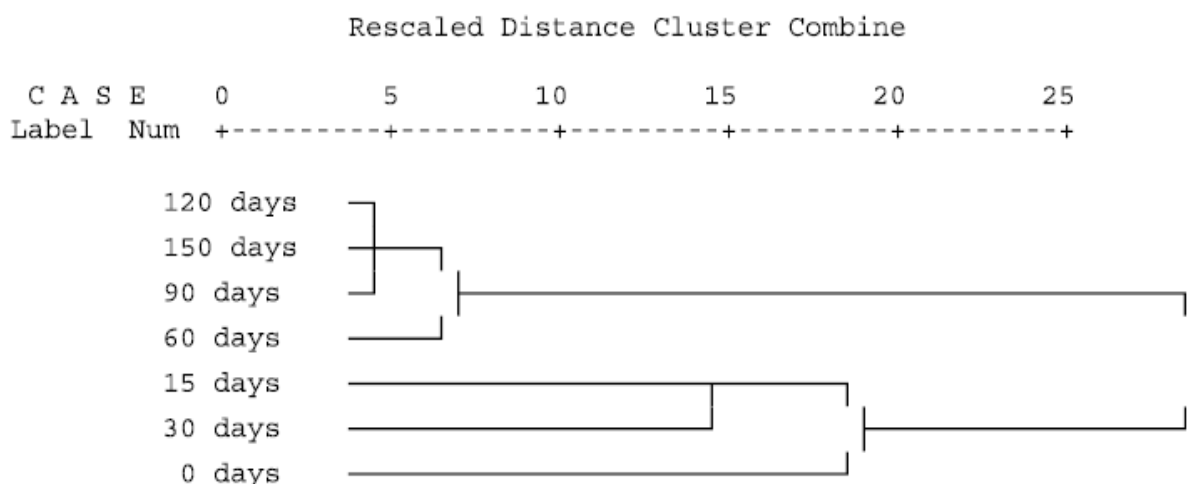 Rescaled Distance Cluster Combine
C A S E 0 5 10 15 20 25
Label Num +---------+---------+---------+---------+---------+
120 days
150 days
90 days
60 days
15 days
30 days
0 days